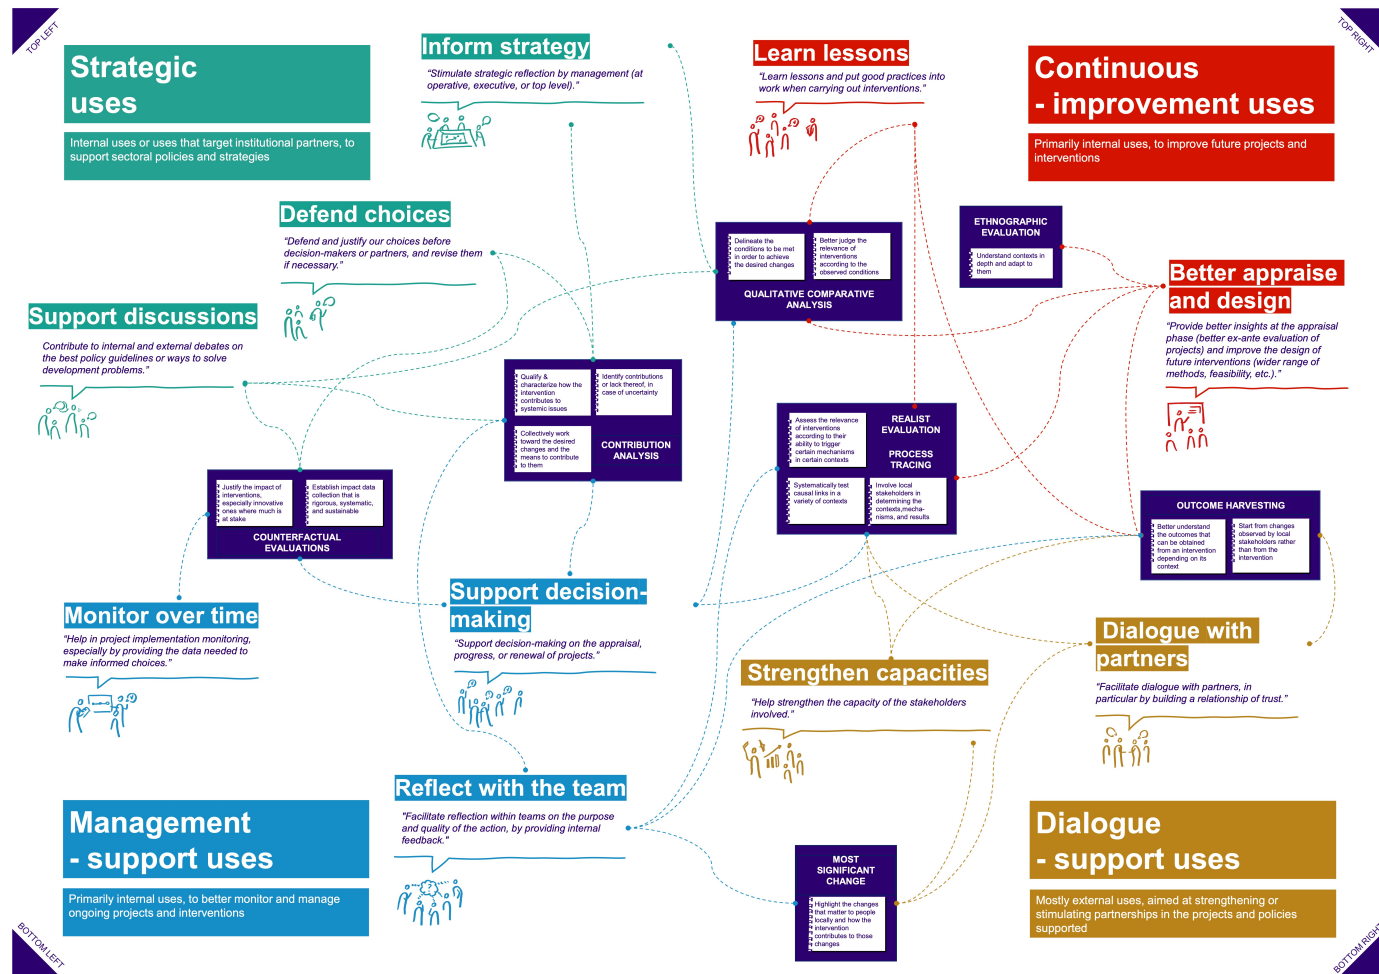 TOP LEFT
TOP RIGHT
Strategic
uses
Internal uses or uses that target institutional partners, to
support sectoral policies and strategies
Inform strategy
“Stimulate strategic reflection by management (at
operative, executive, or top level).”
Learn lessons
“Learn lessons and put good practices into
work when carrying out interventions.”
Continuous
- improvement uses
Primarily internal uses, to improve future projects and
interventions
Defend choices
“Defend and justify our choices before
decision-makers or partners, and revise them
if necessary.”
Support discussions
Contribute to internal and external debates on
the best policy guidelines or ways to solve
development problems.”
Delineate the
conditions to be met
in order to achieve
the desired changes
Better judge the
relevance of
interventions
according to the
observed conditions
QUALITATIVE COMPARATIVE
ANALYSIS
ETHNOGRAPHIC
EVALUATION
Understand contexts in
depth and adapt to
them
Better appraise
and design
“Provide better insights at the appraisal
phase (better ex-ante evaluation of
projects) and improve the design of
future interventions (wider range of
methods, feasibility, etc.).”
Qualify &
characterize how the
intervention
contributes to
systemic issues
Identify contributions
or lack thereof, in
case of uncertainty
Collectively work
toward the desired
changes and the
means to contribute
to them
CONTRIBUTION
ANALYSIS
Assess the relevance
of interventions
according to their
ability to trigger
certain mechanisms
in certain contexts
REALIST
EVALUATION
PROCESS
TRACING
Systematically test
causal links in a
variety of contexts
Involve local
stakeholders in
determining the
contexts,mecha-
nisms, and results
Justify the impact of
interventions,
especially innovative
ones where much is
at stake
Establish impact data
collection that is
rigorous, systematic,
and sustainable
COUNTERFACTUAL
EVALUATIONS
OUTCOME HARVESTING
Better understand
the outcomes that
can be obtained
from an intervention
depending on its
context
Start from changes
observed by local
stakeholders rather
than from the
intervention
Monitor over time
“Help in project implementation monitoring,
especially by providing the data needed to
make informed choices.”
Support decision-
making
“Support decision-making on the appraisal,
progress, or renewal of projects.”
Strengthen capacities
“Help strengthen the capacity of the stakeholders
involved.”
Dialogue with
partners
“Facilitate dialogue with partners, in
particular by building a relationship of trust.”
Reflect with the team
“Facilitate reflection within teams on the purpose
and quality of the action, by providing internal
feedback.”
Management
- support uses
Primarily internal uses, to better monitor and manage
ongoing projects and interventions
MOST
SIGNIFICANT
CHANGE
Highlight the changes
that matter to people
locally and how the
intervention
contributes to those
changes
Dialogue
- support uses
Mostly external uses, aimed at strengthening or
stimulating partnerships in the projects and policies
supported
BOTTOM LEFT
BOTTOM RIGHT